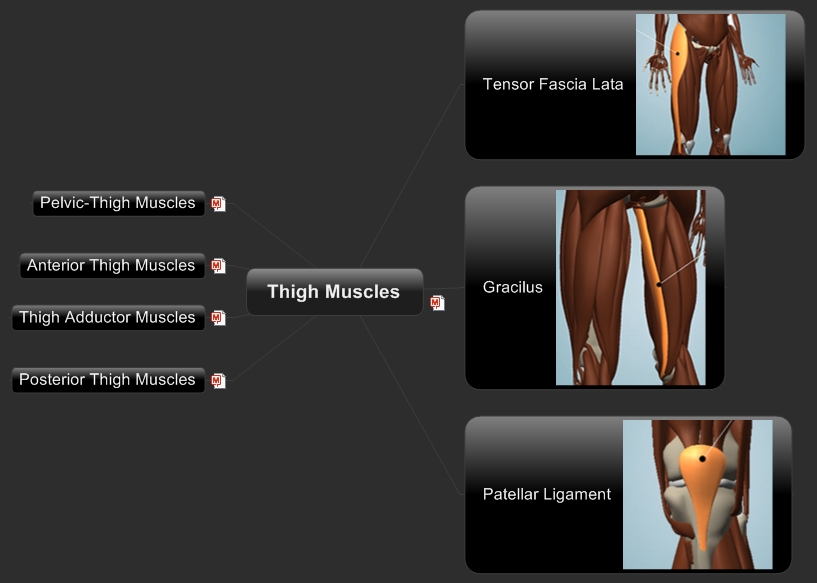 Tensor Fascia Lata
Pelvic-Thigh Muscles
Anterior Thigh Muscles
Thigh Muscles
Gracilus
Thigh Adductor Muscles
Posterior Thigh Muscles
Patellar Ligament